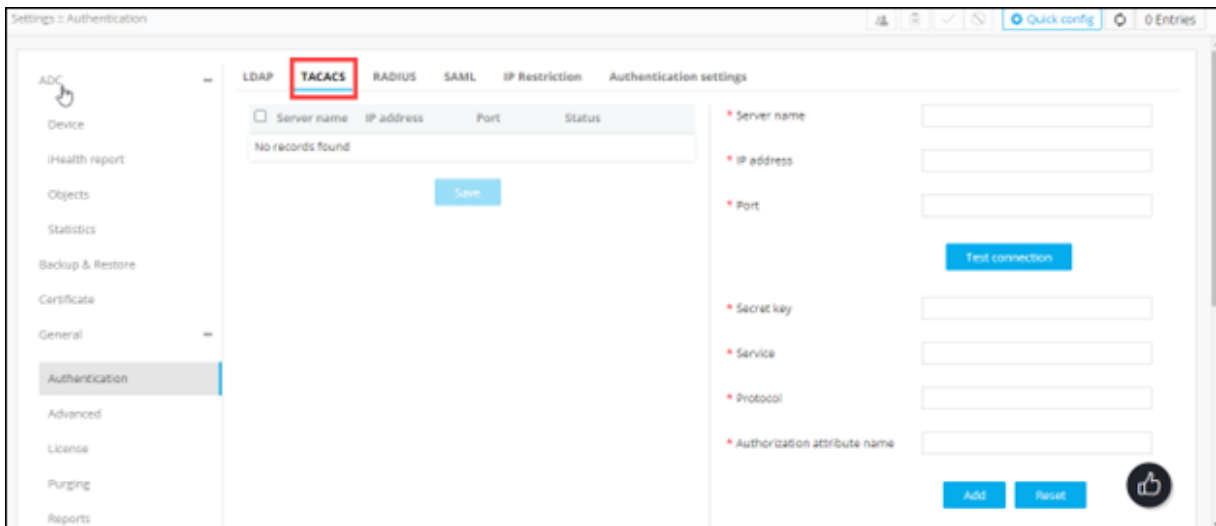 Settings :: Authentication
Quick config
0 Entries
ADC
Device
iHealth report
Objects
Statistics
Backup & Restore
Certificate
General
Authentication
Advanced
License
Purging
Reports
LDAP TACACS RADIUS SAML IP Restriction Authentication settings
Server name IP address Port Status
No records found
Save
* Server name
* IP address
* Port
Test connection
* Secret key
* Service
* Protocol
* Authorization attribute name
Add Reset